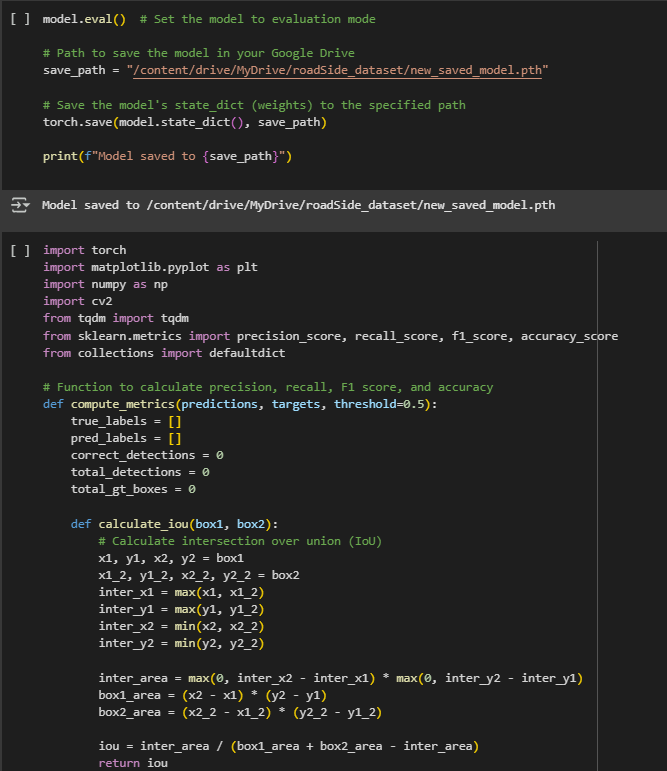 [ ] model.eval()  # Set the model to evaluation mode
# Path to save the model in your Google Drive
save_path = "/content/drive/MyDrive/roadSide_dataset/new_saved_model.pth"
# Save the model's state_dict (weights) to the specified path
torch.save(model.state_dict(), save_path)
print(f"Model saved to {save_path}")
Model saved to /content/drive/MyDrive/roadSide_dataset/new_saved_model.pth
[ ] import torch
import matplotlib.pyplot as plt
import numpy as np
import cv2
from tqdm import tqdm
from sklearn.metrics import precision_score, recall_score, f1_score, accuracy_score
from collections import defaultdict
# Function to calculate precision, recall, F1 score, and accuracy
def compute_metrics(predictions, targets, threshold=0.5):
    true_labels = []
    pred_labels = []
    correct_detections = 0
    total_detections = 0
    total_gt_boxes = 0
    def calculate_iou(box1, box2):
        # Calculate intersection over union (IoU)
        x1, y1, x2, y2 = box1
        x1_2, y1_2, x2_2, y2_2 = box2
        inter_x1 = max(x1, x1_2)
        inter_y1 = max(y1, y1_2)
        inter_x2 = min(x2, x2_2)
        inter_y2 = min(y2, y2_2)
        inter_area = max(0, inter_x2 - inter_x1) * max(0, inter_y2 - inter_y1)
        box1_area = (x2 - x1) * (y2 - y1)
        box2_area = (x2_2 - x1_2) * (y2_2 - y1_2)
        iou = inter_area / (box1_area + box2_area - inter_area)
        return iou